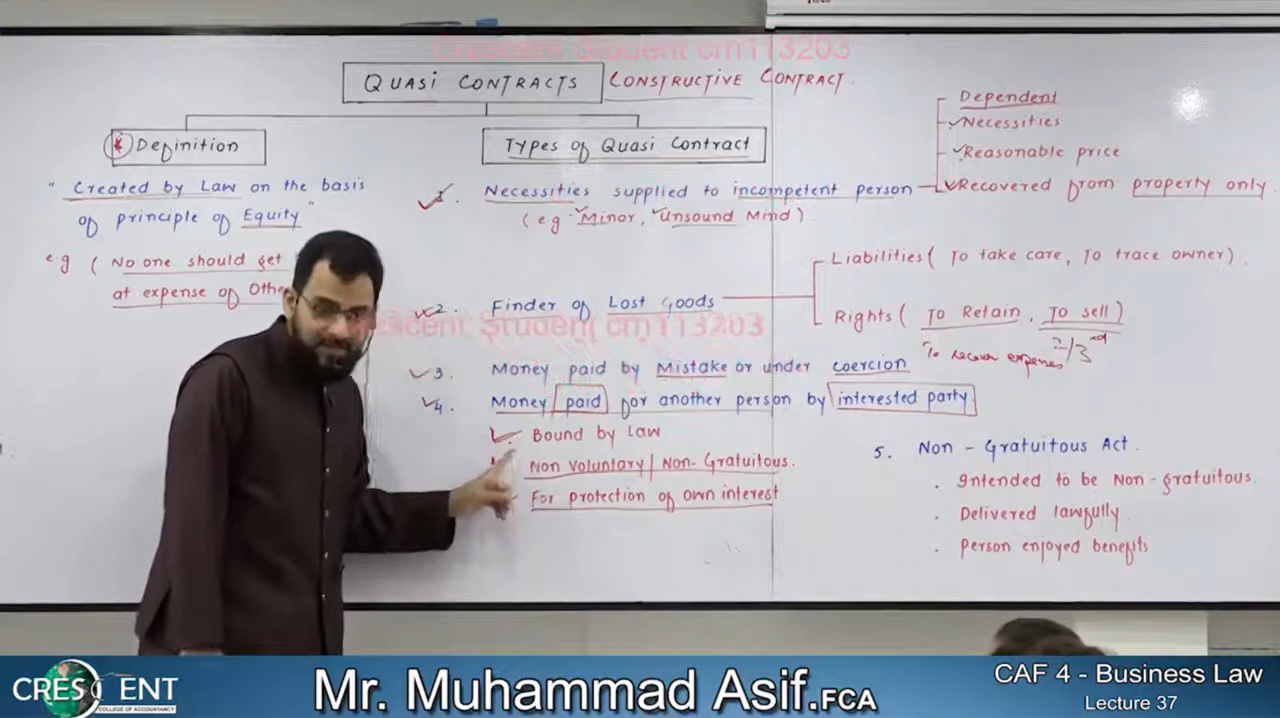 Crescent Student cm113203
QUASI CONTRACTS CONSTRUCTIVE CONTRACT.
* Definition
" Created by Law on the basis
of principle of Equity "
e.g ( No one should get
at expense of
Types of Quasi Contract
1. Necessities supplied to incompetent person
(eg. Minor, Unsound Mind).
Dependent
Necessities
Reasonable price
Recovered from property only
2. Finder of Lost Goods
Liabilities ( To take care, To trace owner).
Rights ( To Retain, To sell)
To recover expenses
2/3rd
Crescent Student cm113203
3. Money paid by Mistake or under coercion
4. Money paid for another person by interested party
Bound by Law
Non Voluntary/ Non-Gratuitous.
For protection of own interest
5. Non - Gratuitous Act.
. Intended to be Non-gratuitous.
. Delivered lawfully
. Person enjoyed benefits
CRESCENT
COLLEGE OF ACCOUNTANCY
Mr. Muhammad Asif.FCA
CAF 4 - Business Law
Lecture 37